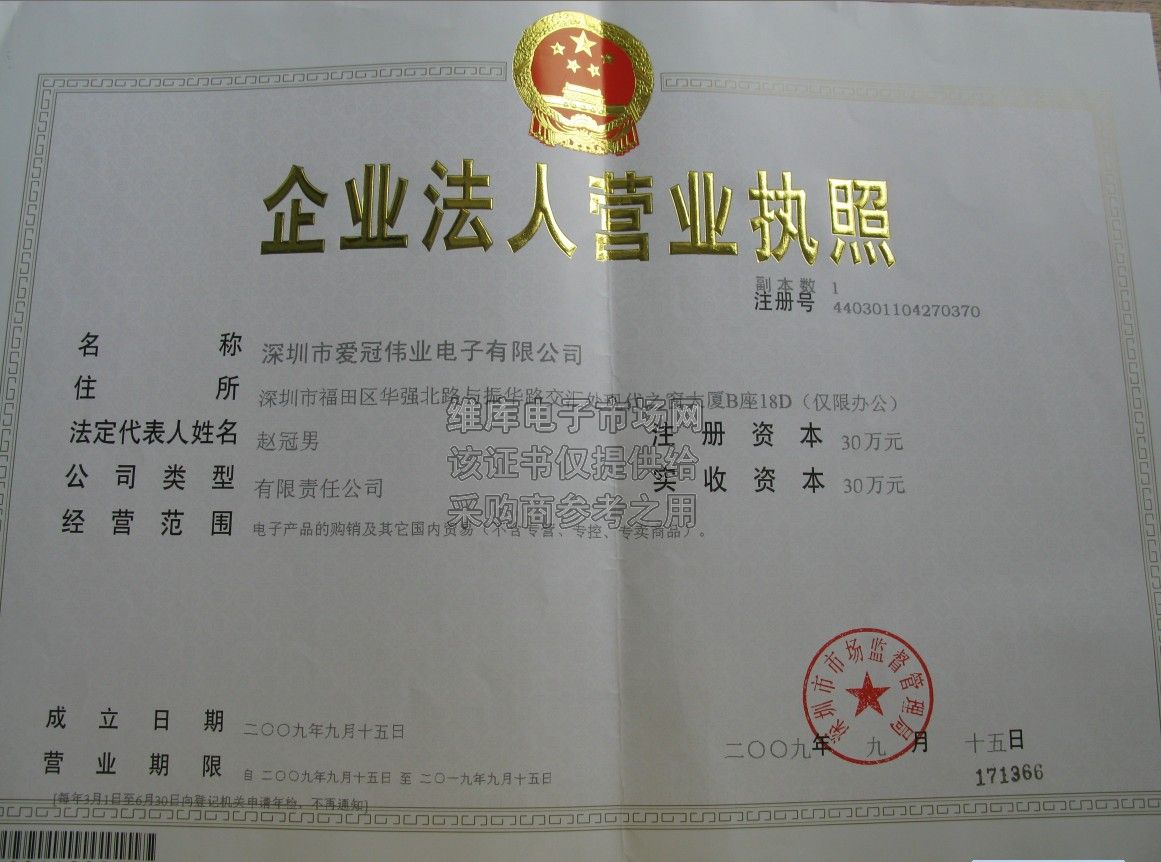 企业法人营业执照
副本数 1
注册号 440301104270370
名称 深圳市爱冠伟业电子有限公司
住所 深圳市福田区华强北路与振华路交汇处现代之窗大厦B座18D（仅限办公）
法定代表人姓名 赵冠男
注册资本 30万元
公司类型 有限责任公司
实收资本 30万元
经营范围 电子产品的购销及其它国内贸易（不含专营、专控、专卖商品）。
维库电子市场网
该证书仅提供给
采购商参考之用
深圳市市场监督管理局
成立日期 二〇〇九年九月十五日
二〇〇九年 九月 十五日
营业期限 自 二〇〇九年九月十五日 至 二〇一九年九月十五日
171366
[每年3月1日至6月30日向登记机关申请年检，不再通知]